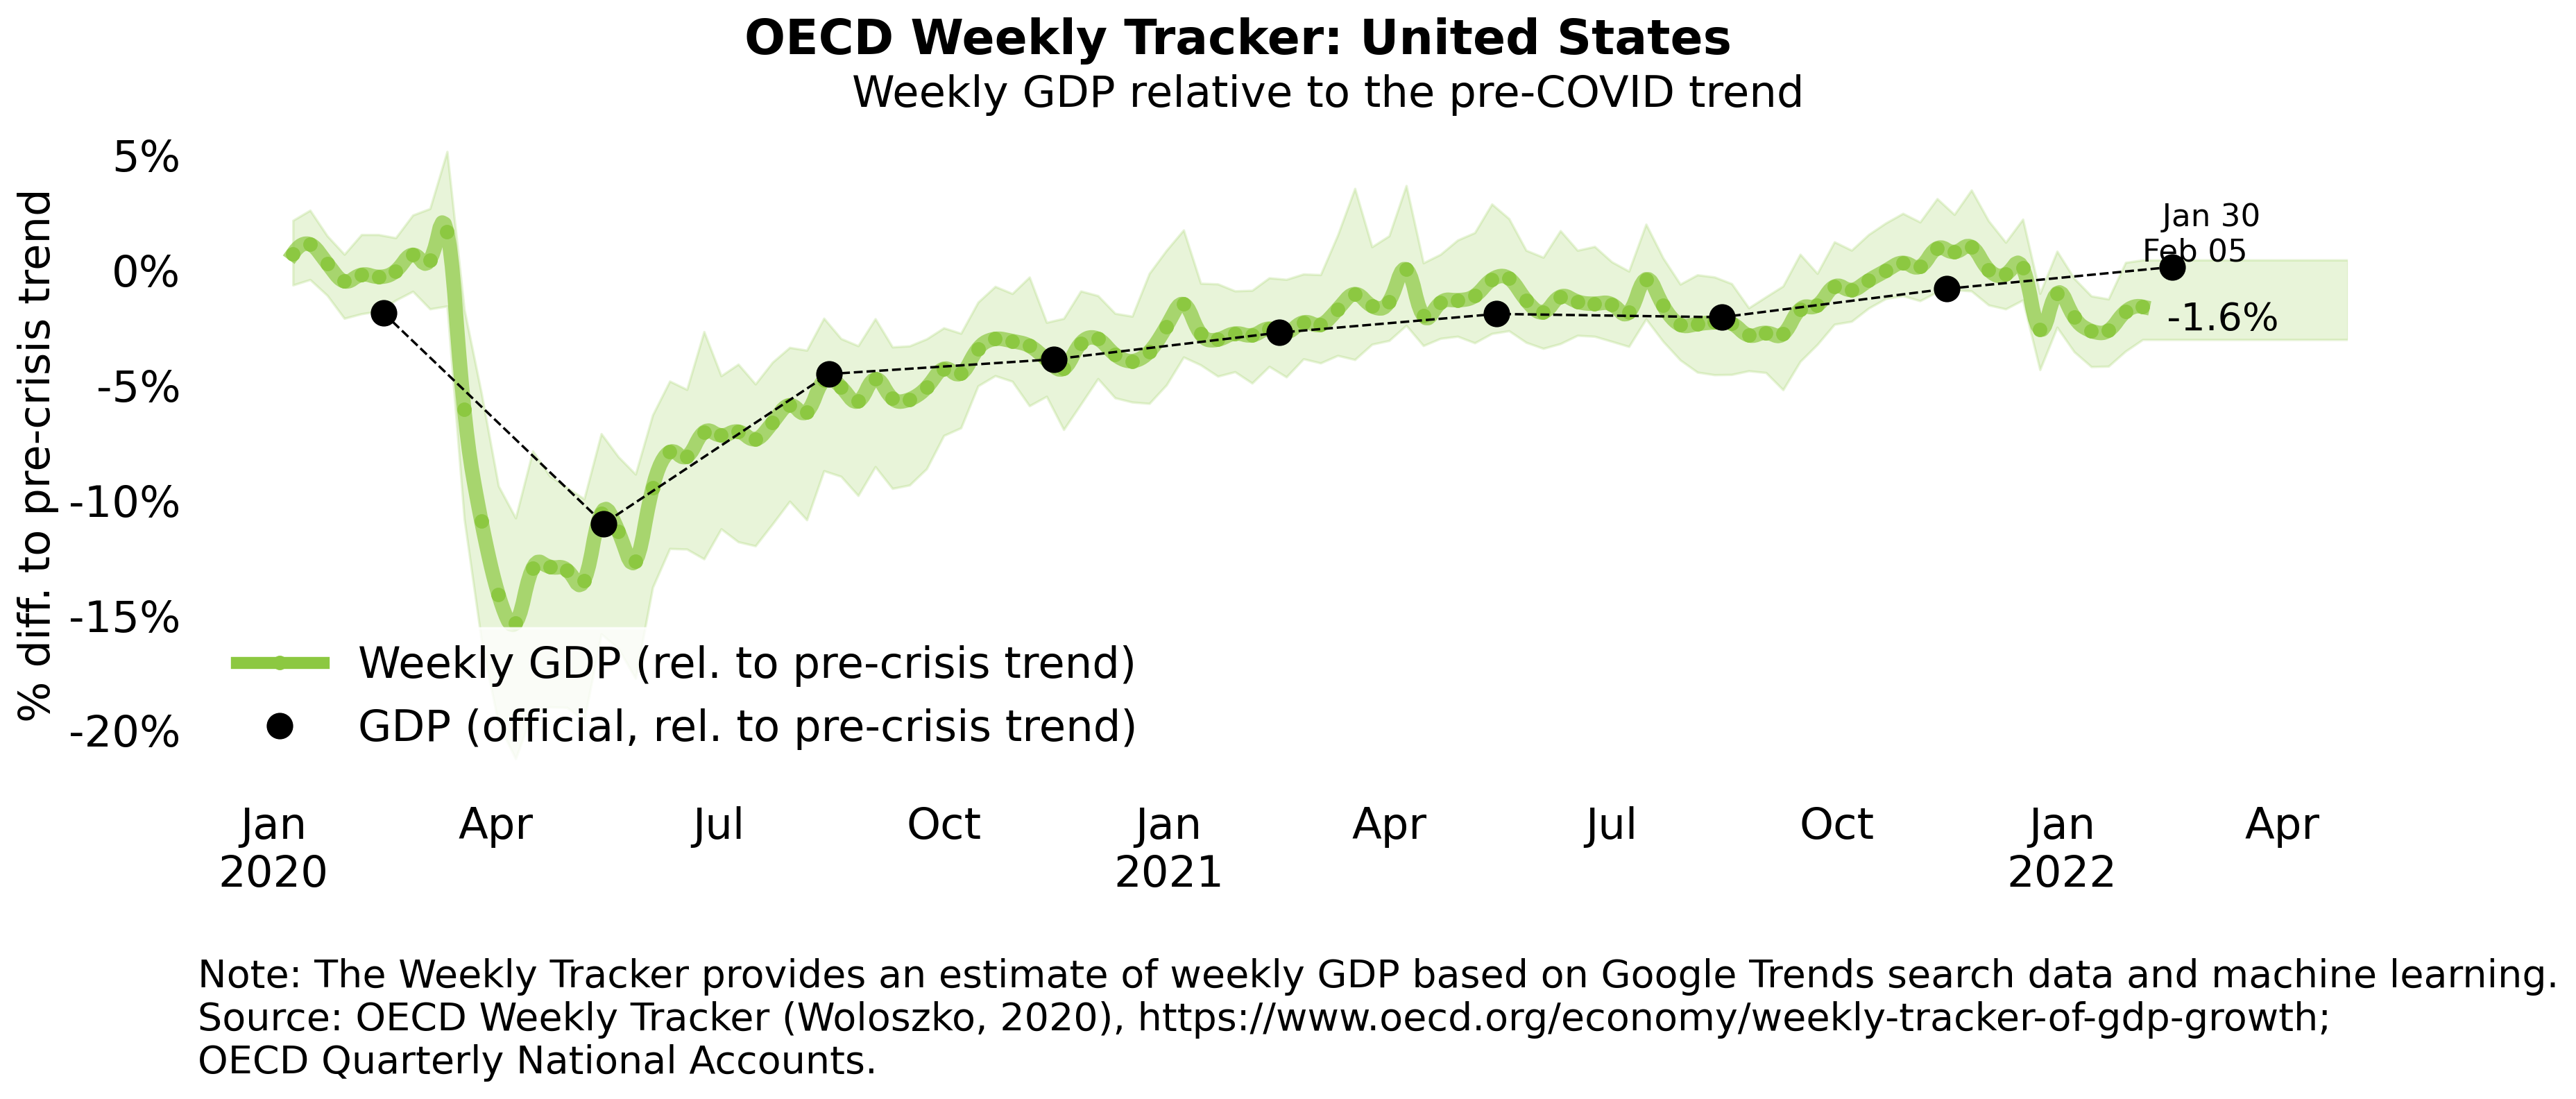 OECD Weekly Tracker: United States
Weekly GDP relative to the pre-COVID trend
% diff. to pre-crisis trend
5%
0%
-5%
-10%
-15%
-20%
Jan 30
Feb 05
-1.6%
Weekly GDP (rel. to pre-crisis trend)
GDP (official, rel. to pre-crisis trend)
Jan Apr Jul Oct Jan Apr Jul Oct Jan Apr
2020 2021 2022
Note: The Weekly Tracker provides an estimate of weekly GDP based on Google Trends search data and machine learning.
Source: OECD Weekly Tracker (Woloszko, 2020), https://www.oecd.org/economy/weekly-tracker-of-gdp-growth;
OECD Quarterly National Accounts.